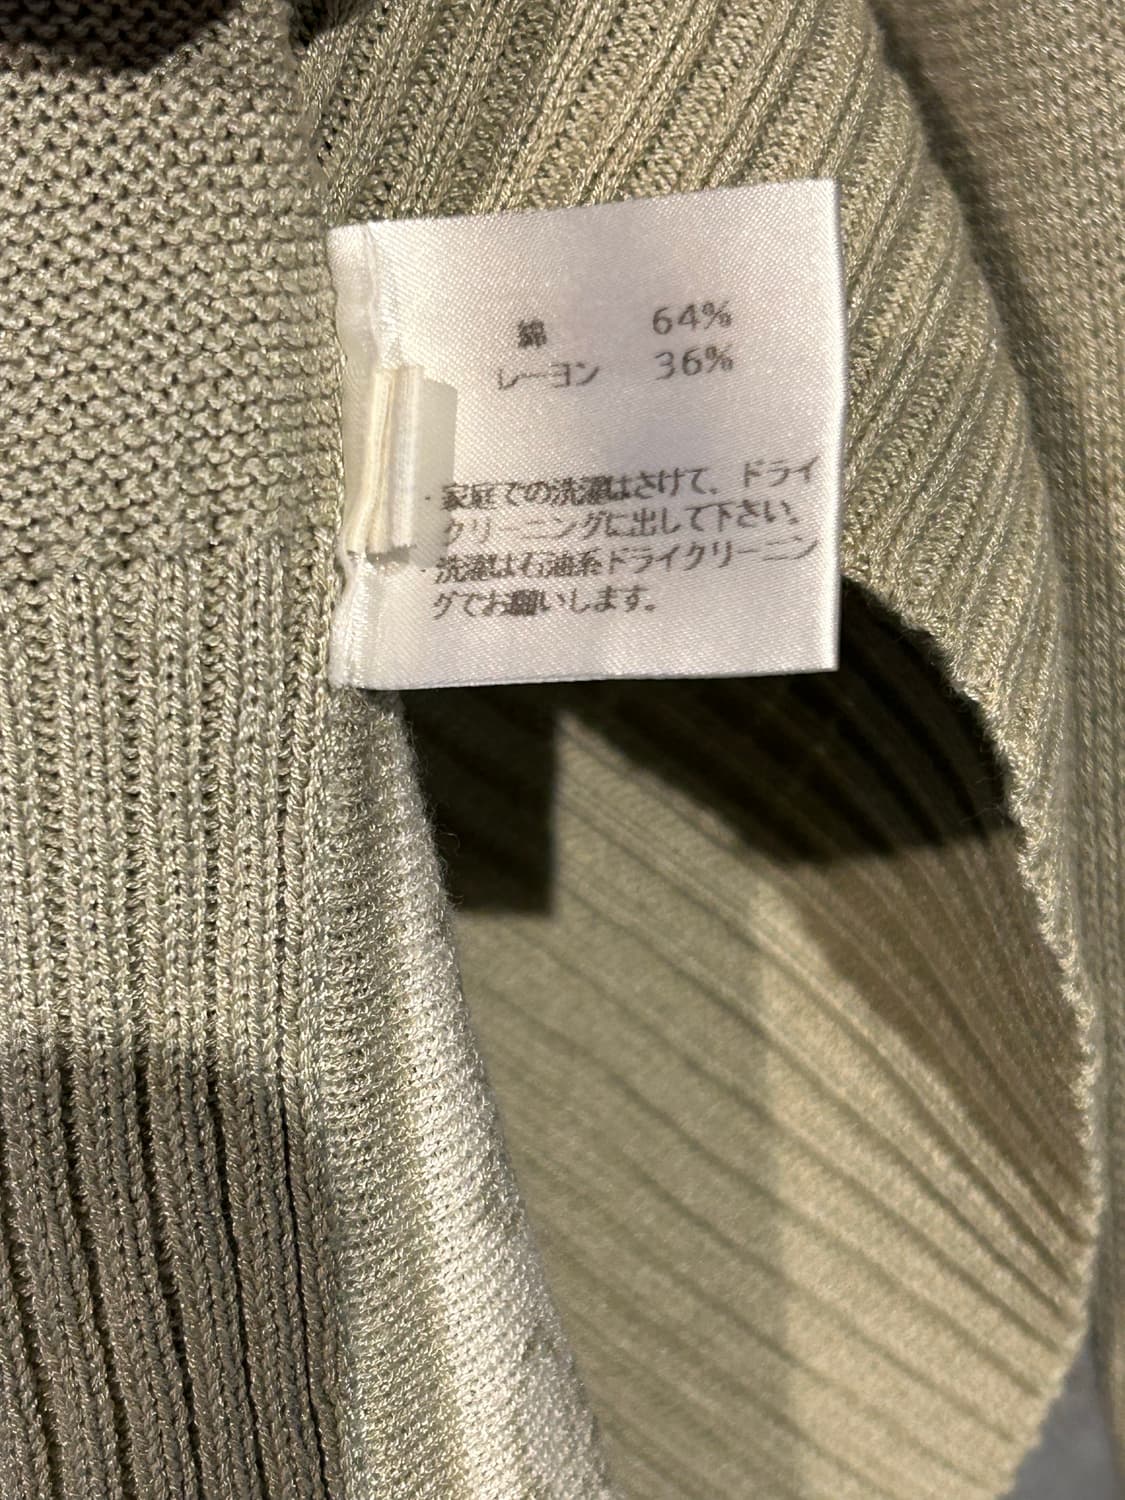 綿 64%
レーヨン 36%
・家庭での洗濯はさけて、ドライ
クリーニングに出して下さい。
・洗濯は石油系ドライクリーニン
グでお願いします。